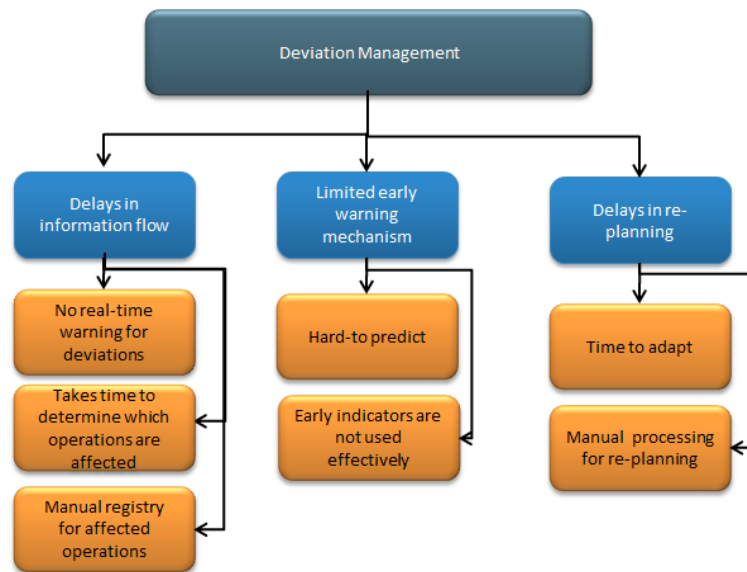 Deviation Management
Delays in
information flow
Limited early
warning
mechanism
Delays in re-
planning
No real-time
warning for
deviations
Hard-to predict
Time to adapt
Takes time to
determine which
operations are
affected
Early indicators are
not used
effectively
Manual processing
for re-planning
Manual registry
for affected
operations